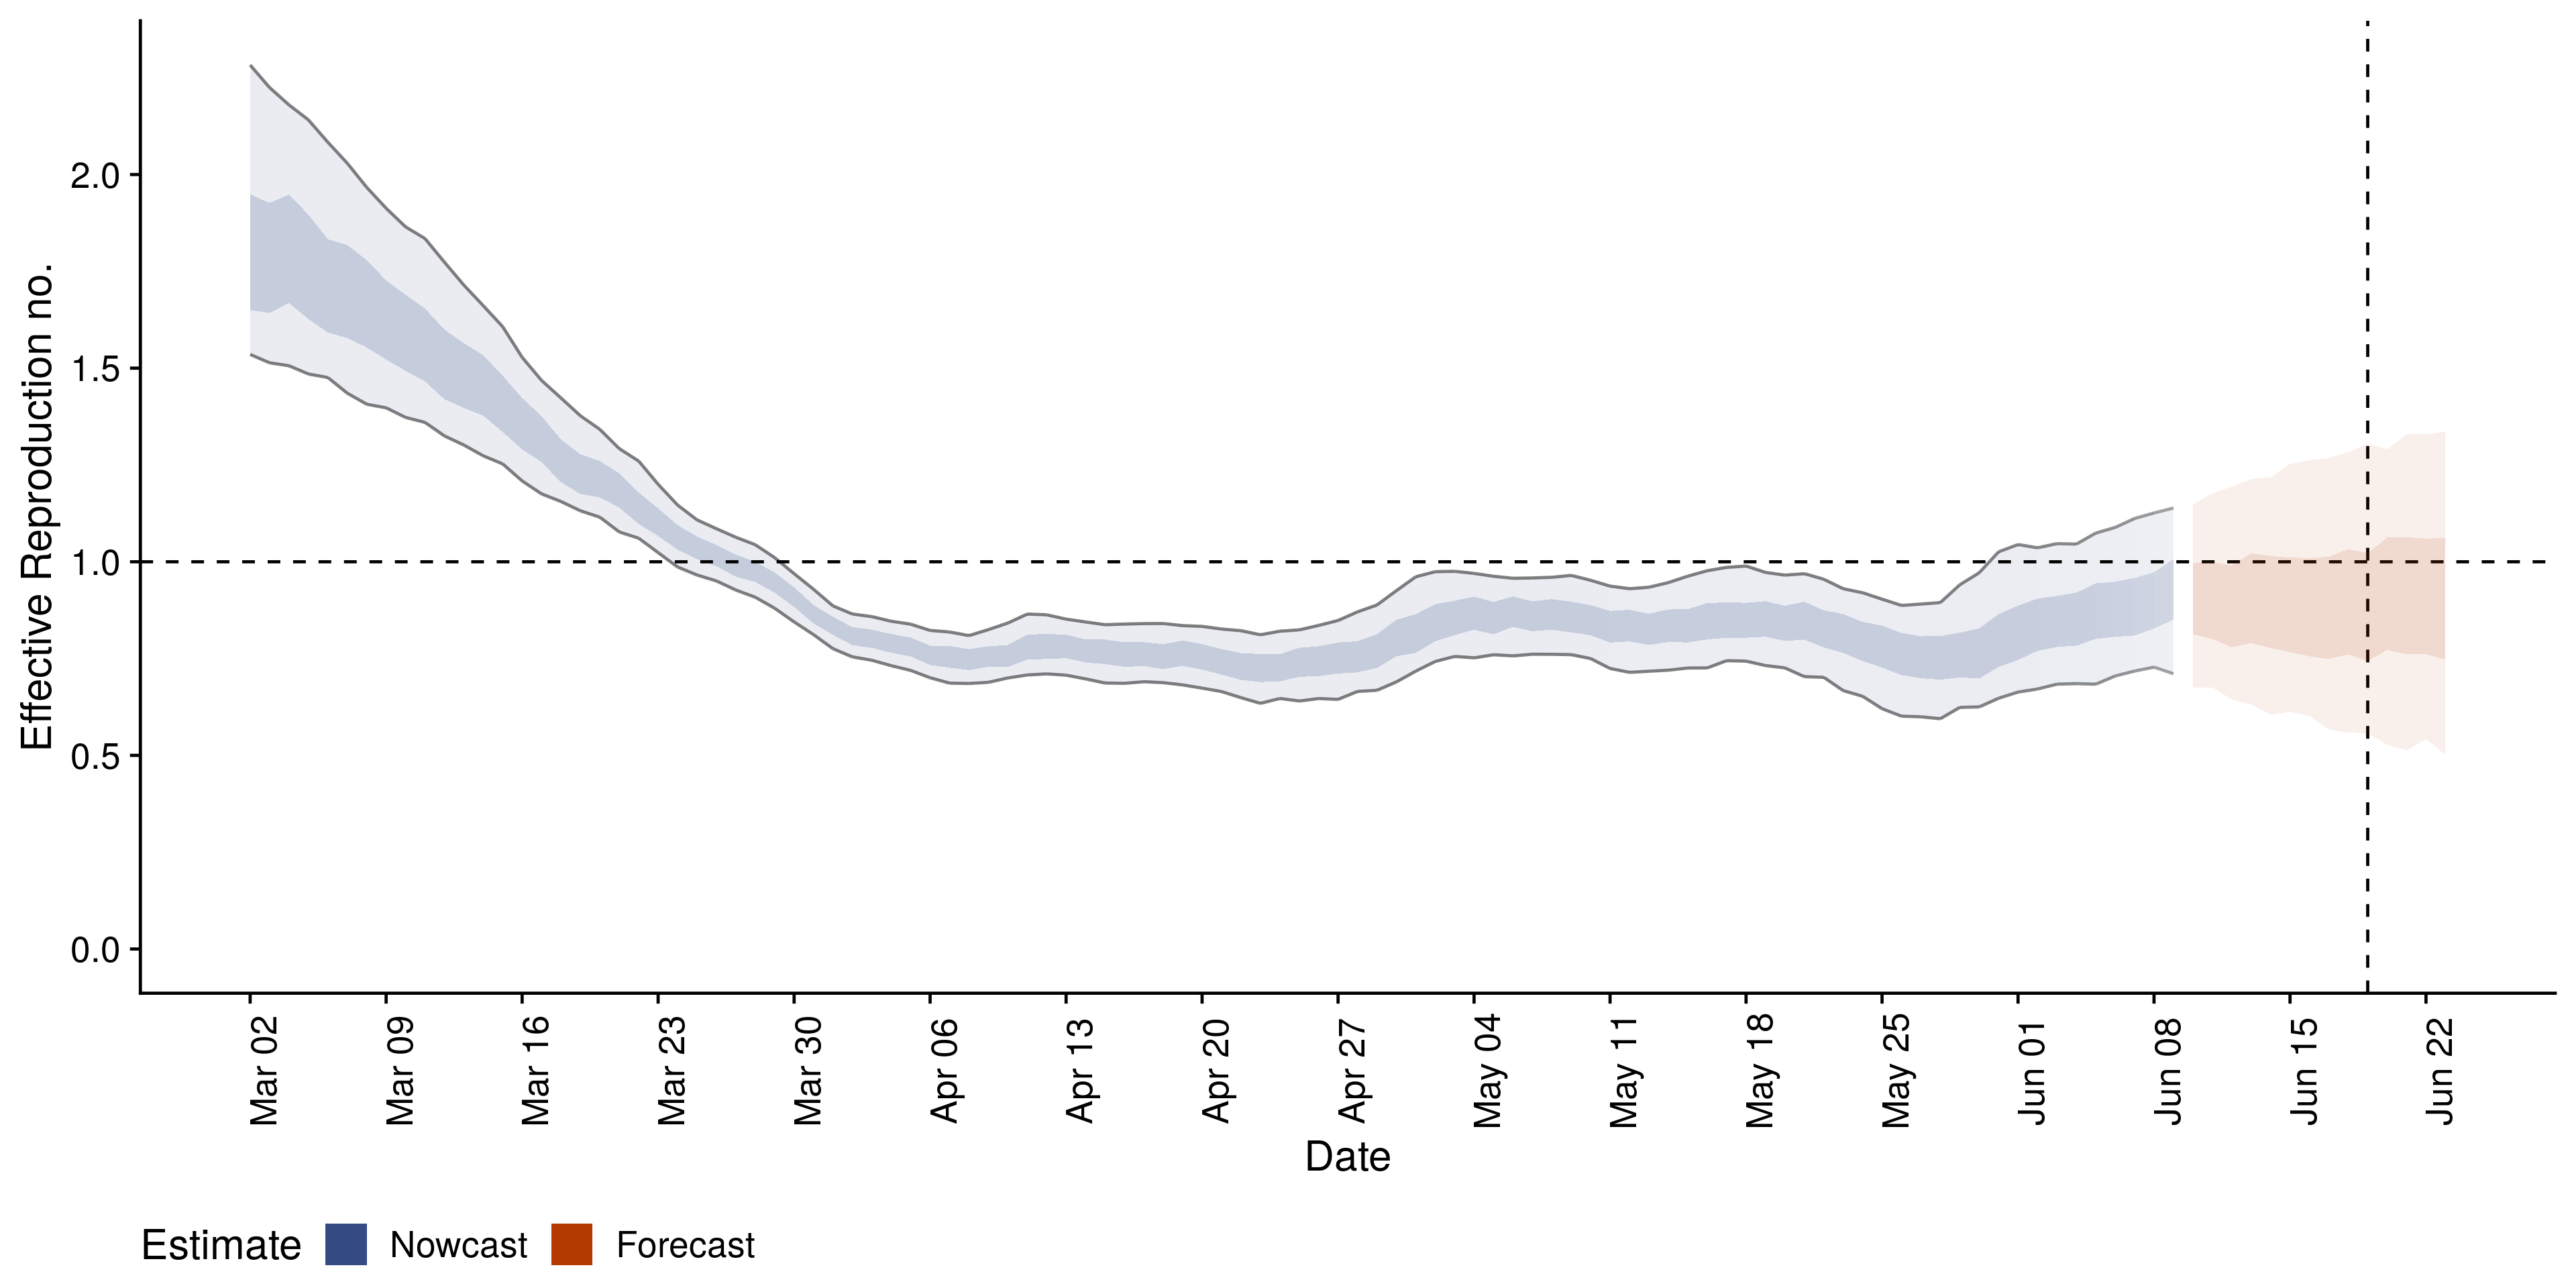 Effective Reproduction no.
2.0
1.5
1.0
0.5
0.0
Mar 02
Mar 09
Mar 16
Mar 23
Mar 30
Apr 06
Apr 13
Apr 20
Apr 27
May 04
May 11
May 18
May 25
Jun 01
Jun 08
Jun 15
Jun 22
Date
Estimate Nowcast Forecast